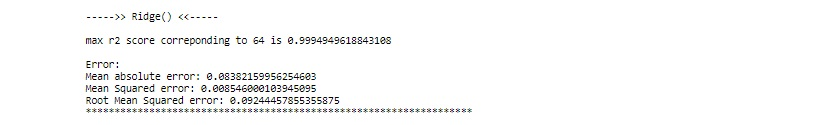 ----->> Ridge() <<-----
max r2 score correponding to 64 is 0.9994949618843108
Error:
Mean absolute error: 0.08382159956254603
Mean Squared error: 0.008546000103945095
Root Mean Squared error: 0.09244457855355875
*******************************************************************